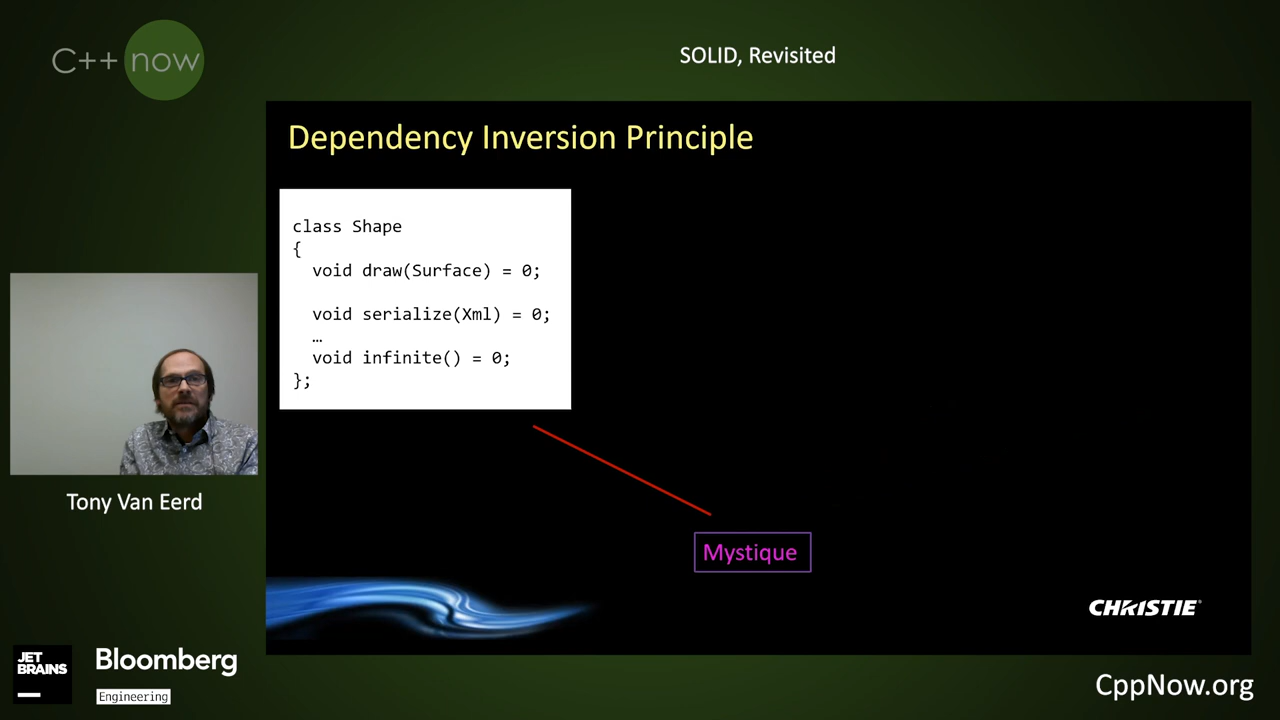 C++ now
SOLID, Revisited
Dependency Inversion Principle
class Shape
{
void draw(Surface) = 0;
void serialize(Xml) = 0;
…
void infinite() = 0;
};
Tony Van Eerd
Mystique
CHRISTIE
JET
BRAINS
Bloomberg
Engineering
CppNow.org